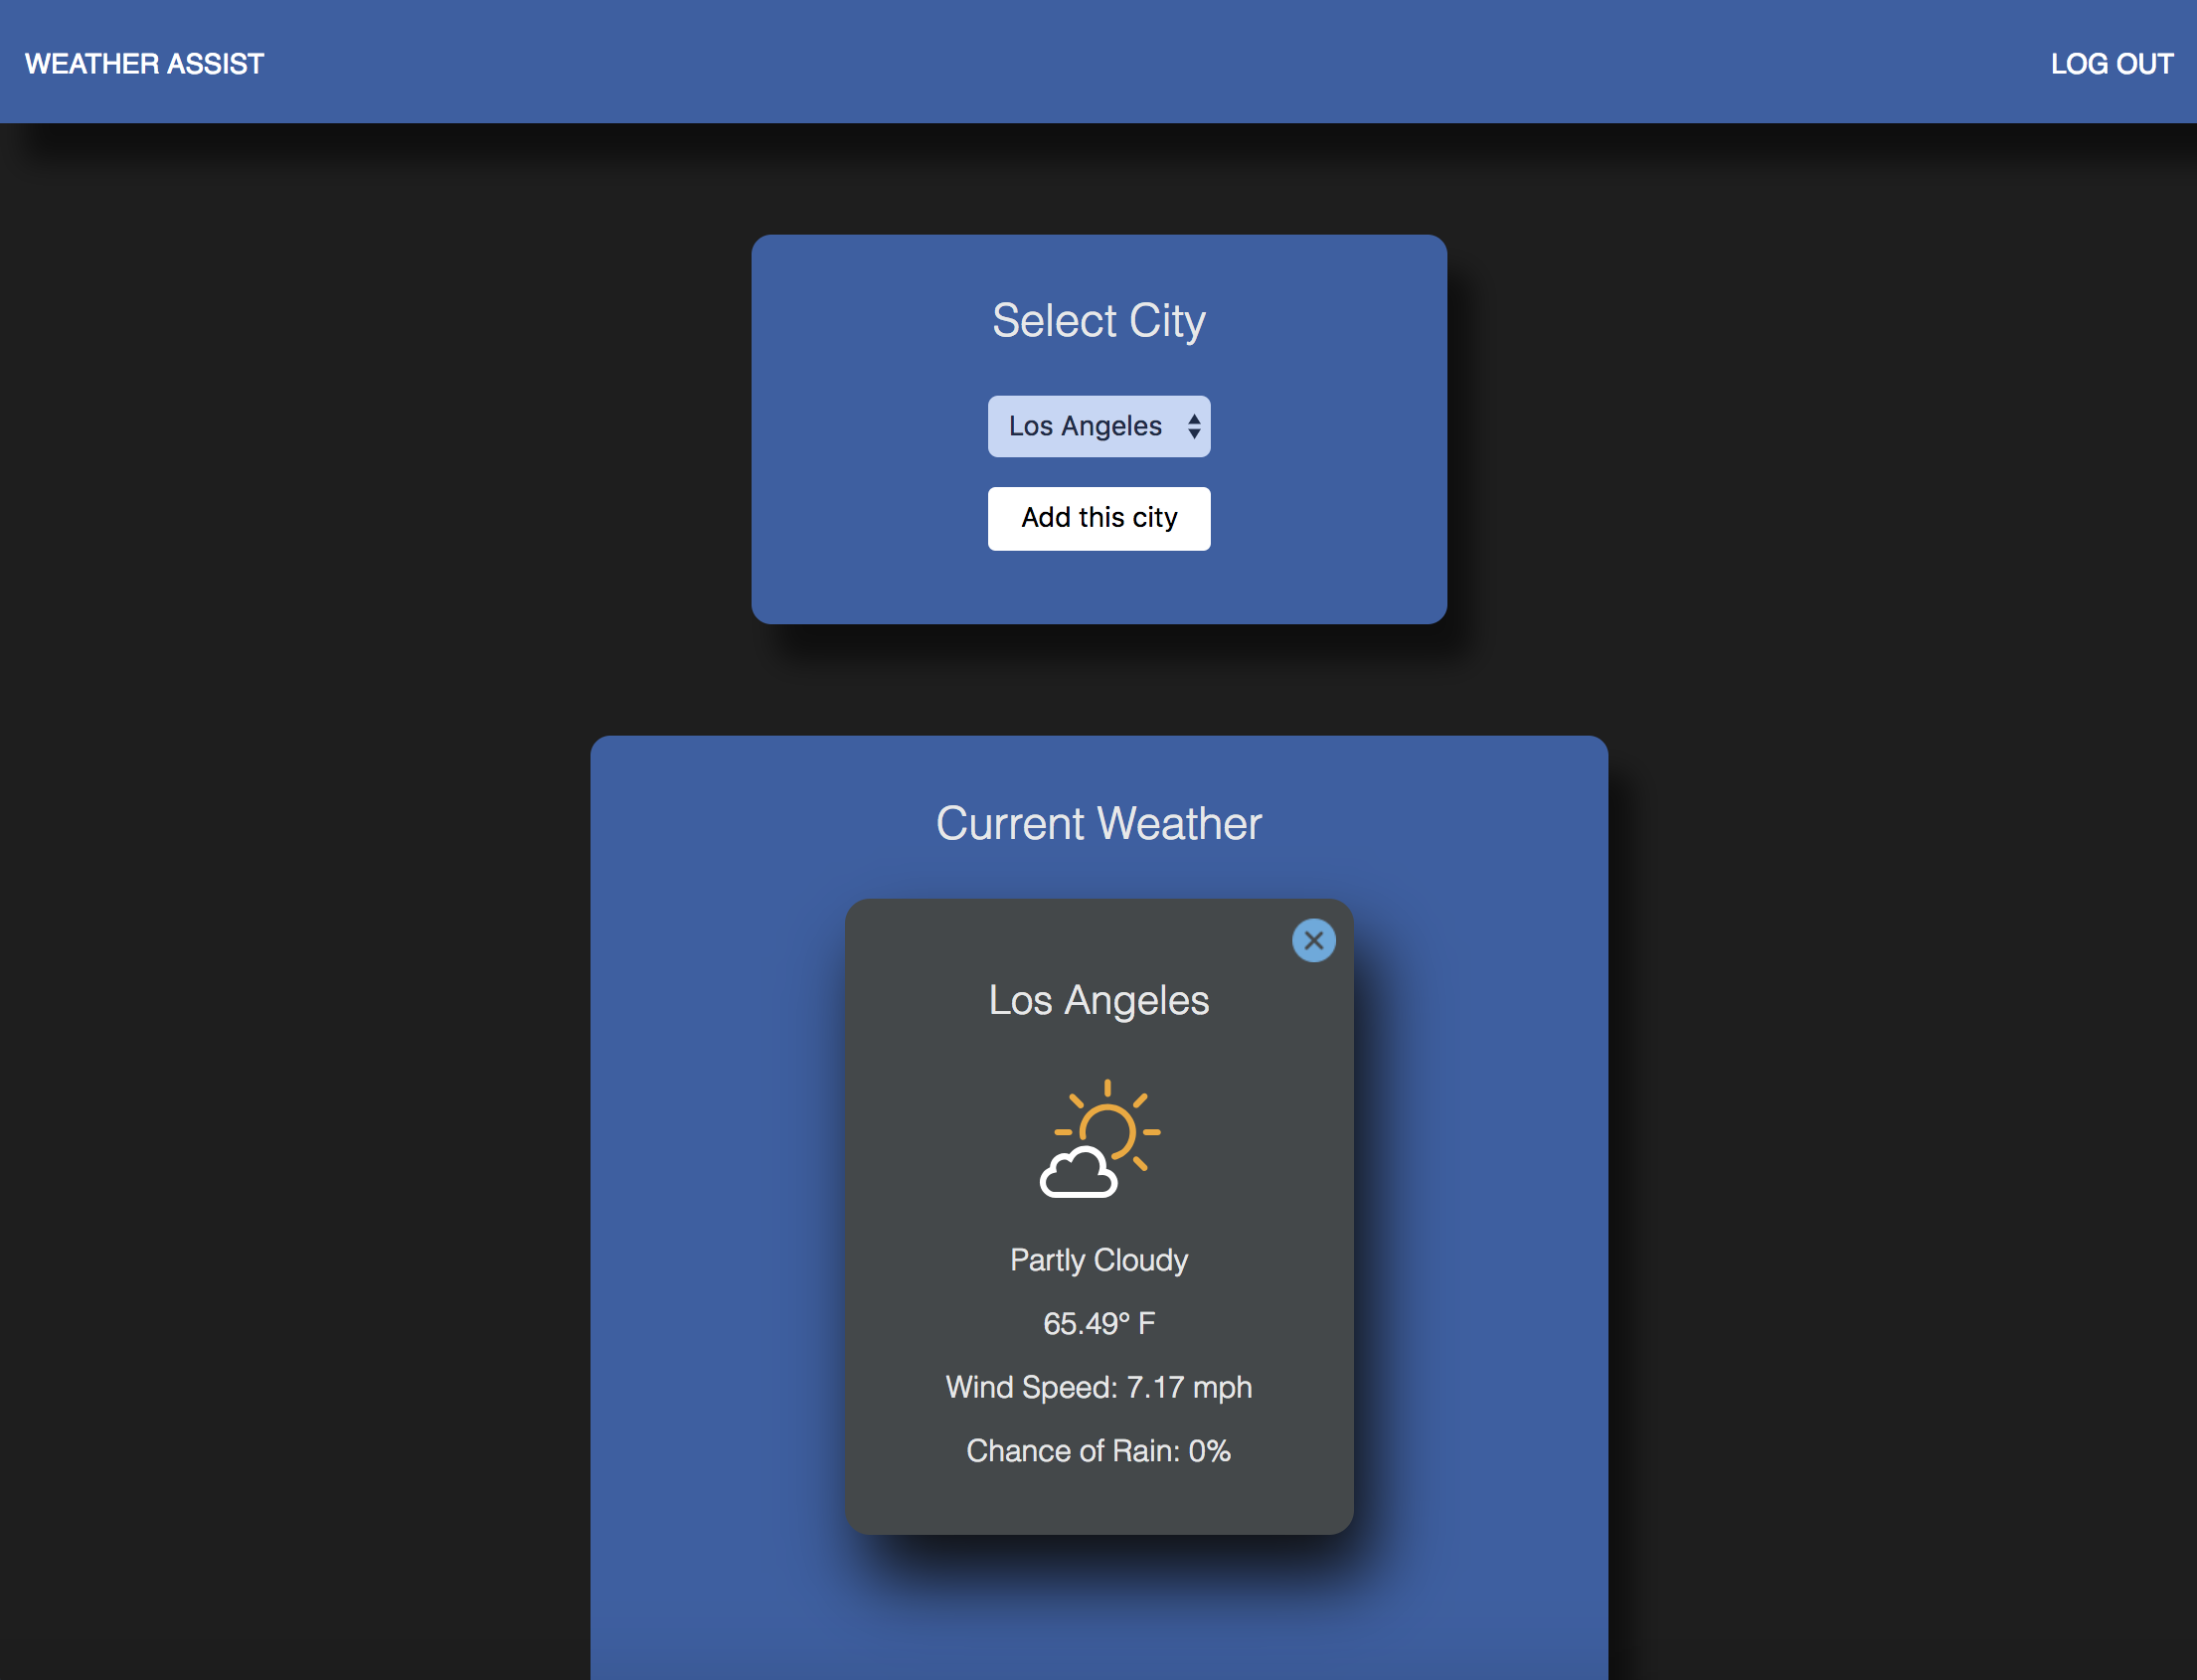 WEATHER ASSIST
LOG OUT
Select City
Los Angeles
Add this city
Current Weather
Los Angeles
Partly Cloudy
65.49° F
Wind Speed: 7.17 mph
Chance of Rain: 0%